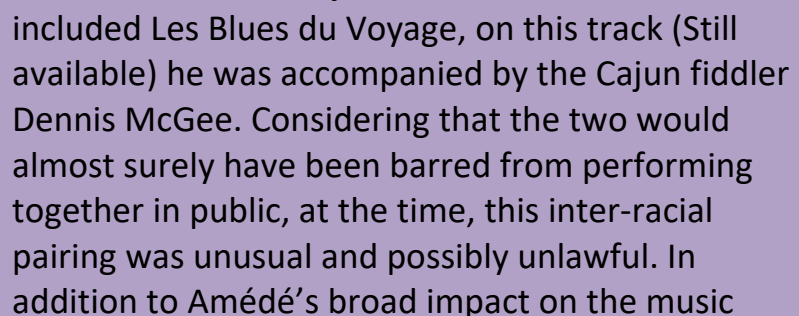 included Les Blues du Voyage, on this track (Still
available) he was accompanied by the Cajun fiddler
Dennis McGee. Considering that the two would
almost surely have been barred from performing
together in public, at the time, this inter-racial
pairing was unusual and possibly unlawful. In
addition to Amédé’s broad impact on the music